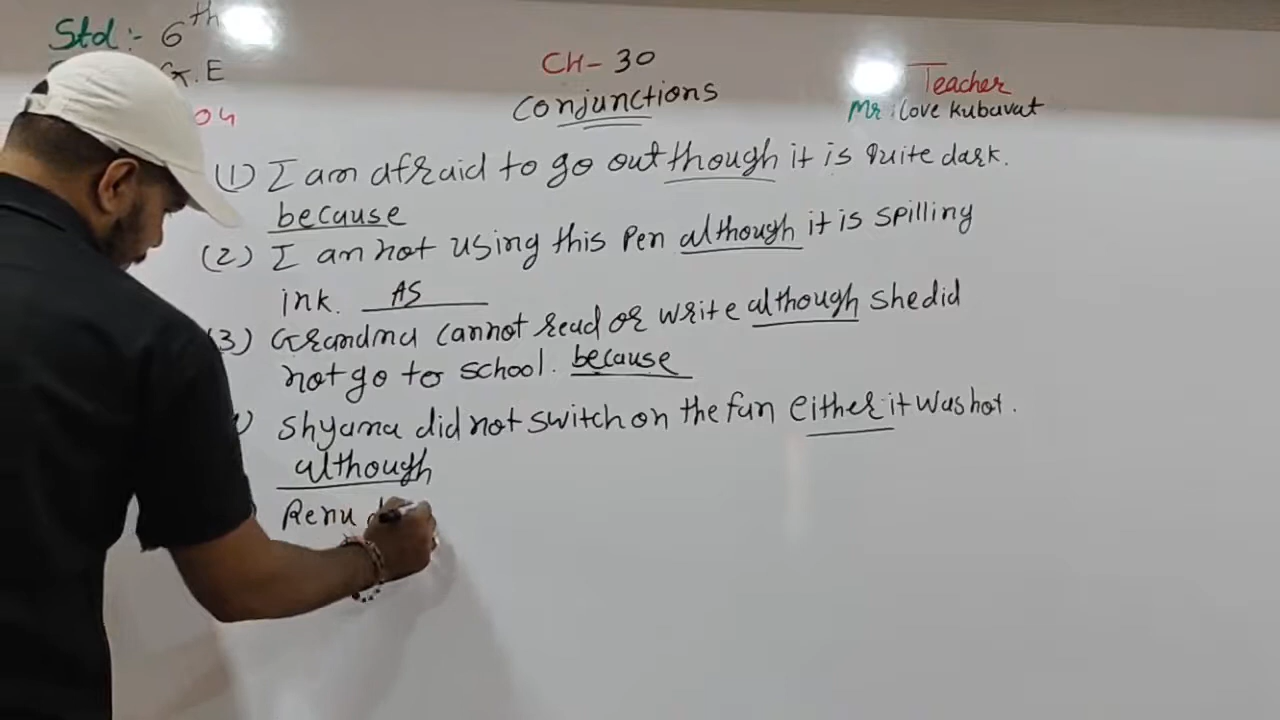 Std :- 6th
G.E
CH- 30
04
Conjunctions
Teacher
Mr : Love Kubavat
(1) I am afraid to go out though it is quite dark.
because
(2) I am not using this Pen although it is spilling
ink. As
(3) Grandma cannot read or write although she did
not go to school. because
Shyama did not switch on the fan either it was hot.
although
Renu